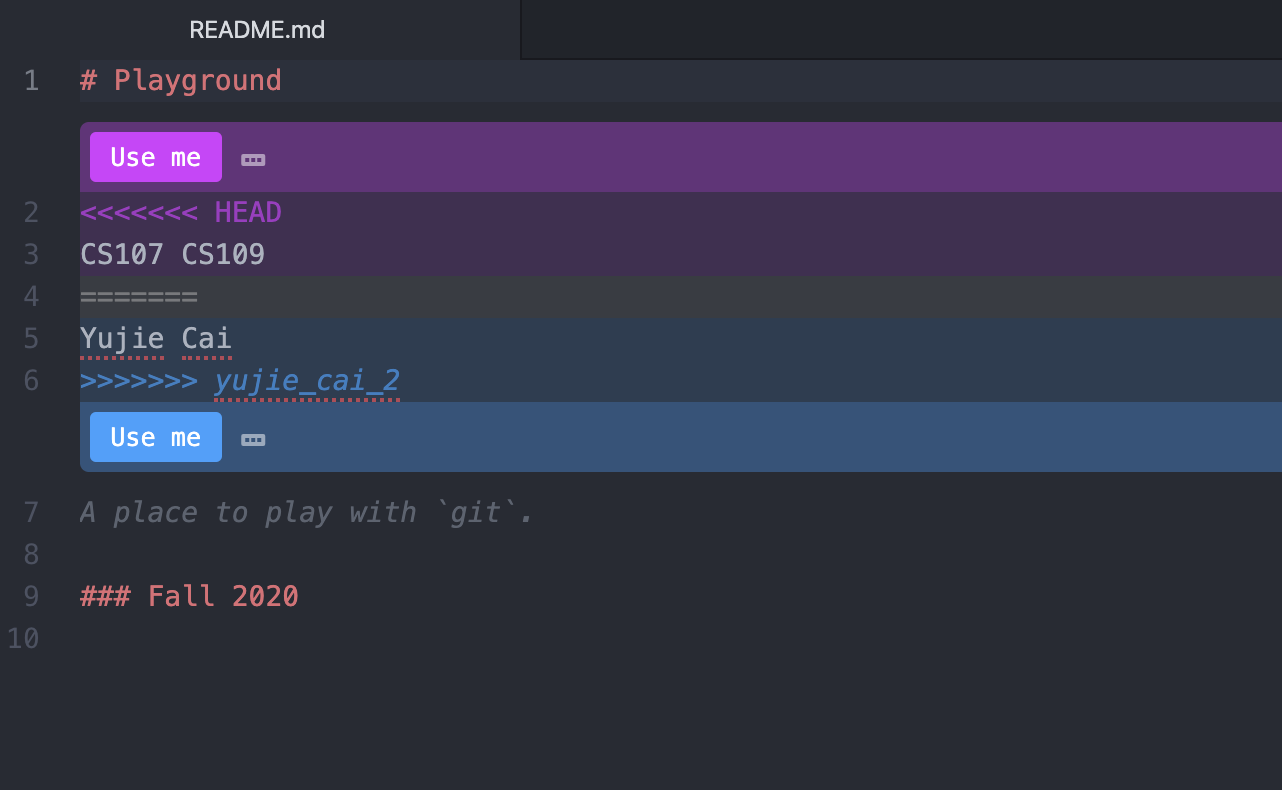 README.md
1 # Playground
Use me
2 <<<<<<< HEAD
3 CS107 CS109
4 =======
5 Yujie Cai
6 >>>>>>> yujie_cai_2
Use me
7 A place to play with `git`.
8
9 ### Fall 2020
10